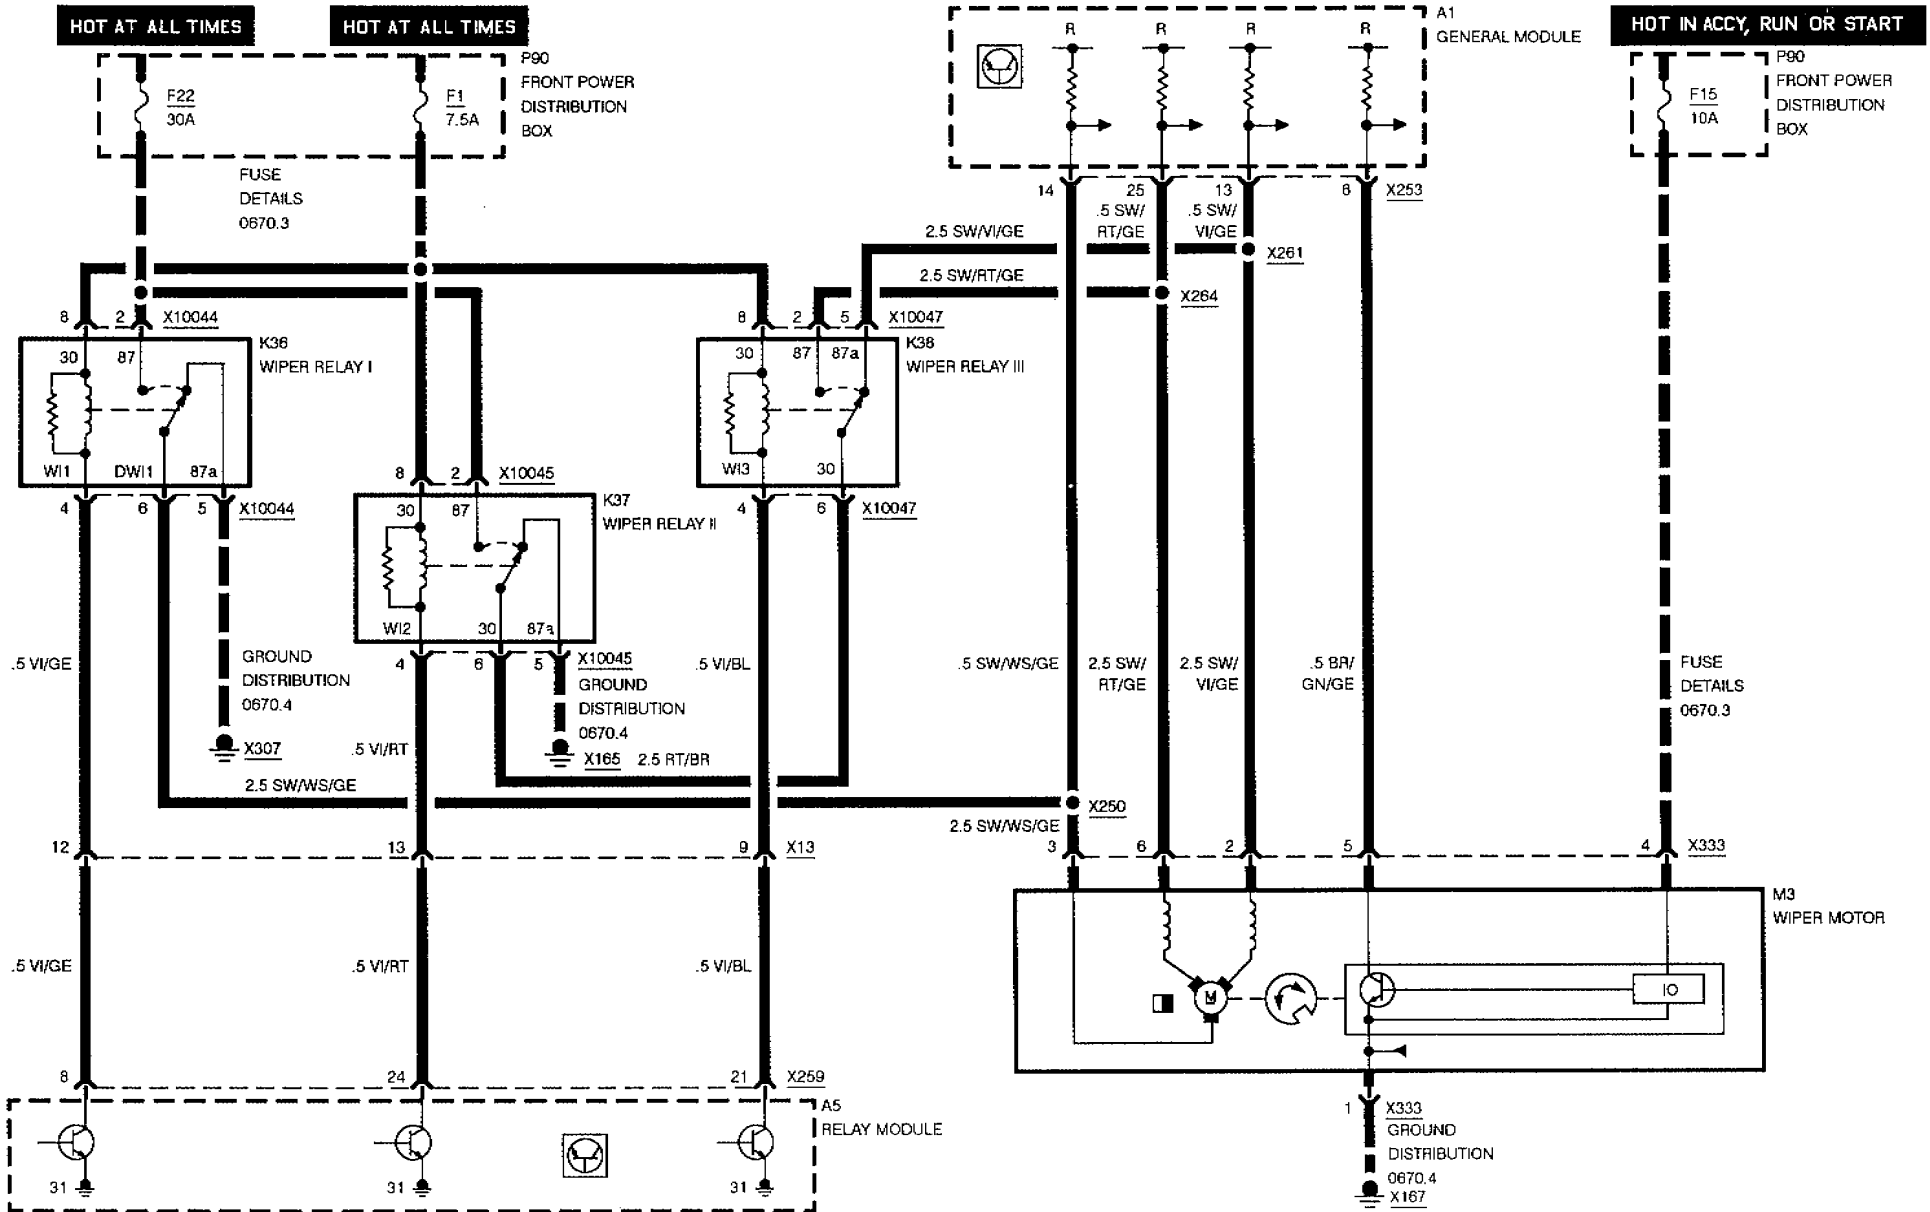 HOT AT ALL TIMES
HOT AT ALL TIMES
HOT IN ACCY, RUN OR START
P90
FRONT POWER
DISTRIBUTION
BOX
F22
30A
F1
7.5A
FUSE
DETAILS
0670.3
A1
GENERAL MODULE
R
R
R
R
P90
FRONT POWER
DISTRIBUTION
BOX
F15
10A
14
25
13
6
X253
.5 SW/
RT/GE
.5 SW/
VI/GE
2.5 SW/VI/GE
X261
2.5 SW/RT/GE
X264
8
2
X10044
K36
WIPER RELAY I
30
87
WI1
DWI1
87a
4
6
5
X10044
8
2
5
X10047
K38
WIPER RELAY III
30
87
87a
WI3
30
4
6
X10047
8
2
X10045
K37
WIPER RELAY II
30
87
WI2
30
87a
4
6
5
X10045
GROUND
DISTRIBUTION
0670.4
X165
.5 VI/GE
GROUND
DISTRIBUTION
0670.4
X307
.5 VI/RT
2.5 RT/BR
.5 VI/BL
2.5 SW/WS/GE
.5 SW/WS/GE
2.5 SW/
RT/GE
2.5 SW/
VI/GE
.5 BR/
GN/GE
FUSE
DETAILS
0670.3
X250
2.5 SW/WS/GE
12
13
9
X13
3
6
2
5
4
X333
M3
WIPER MOTOR
M
IO
.5 VI/GE
.5 VI/RT
.5 VI/BL
8
24
21
X259
A5
RELAY MODULE
31
31
31
1
X333
GROUND
DISTRIBUTION
0670.4
X167